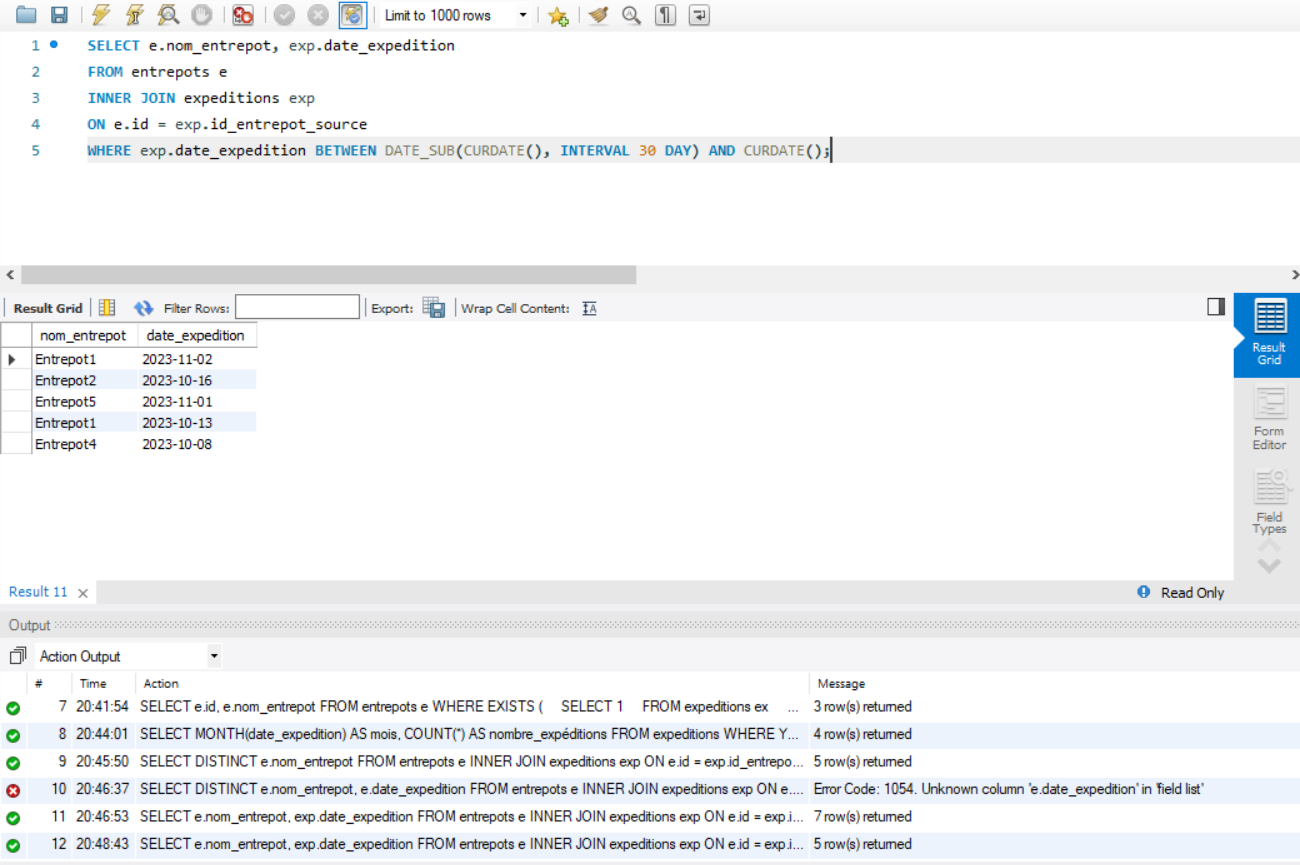 Limit to 1000 rows
1 SELECT e.nom_entrepot, exp.date_expedition
2 FROM entrepots e
3 INNER JOIN expeditions exp
4 ON e.id = exp.id_entrepot_source
5 WHERE exp.date_expedition BETWEEN DATE_SUB(CURDATE(), INTERVAL 30 DAY) AND CURDATE();
Result Grid Filter Rows: Export: Wrap Cell Content: IA
nom_entrepot date_expedition
Entrepot1 2023-11-02
Entrepot2 2023-10-16
Entrepot5 2023-11-01
Entrepot1 2023-10-13
Entrepot4 2023-10-08
Result
Grid
Form
Editor
Field
Types
Result 11 Read Only
Output
Action Output
# Time Action Message
7 20:41:54 SELECT e.id, e.nom_entrepot FROM entrepots e WHERE EXISTS ( SELECT 1 FROM expeditions ex ... 3 row(s) returned
8 20:44:01 SELECT MONTH(date_expedition) AS mois, COUNT(*) AS nombre_expéditions FROM expeditions WHERE Y... 4 row(s) returned
9 20:45:50 SELECT DISTINCT e.nom_entrepot FROM entrepots e INNER JOIN expeditions exp ON e.id = exp.id_entrepo... 5 row(s) returned
10 20:46:37 SELECT DISTINCT e.nom_entrepot, e.date_expedition FROM entrepots e INNER JOIN expeditions exp ON e.... Error Code: 1054. Unknown column 'e.date_expedition' in 'field list'
11 20:46:53 SELECT e.nom_entrepot, exp.date_expedition FROM entrepots e INNER JOIN expeditions exp ON e.id = exp.i... 7 row(s) returned
12 20:48:43 SELECT e.nom_entrepot, exp.date_expedition FROM entrepots e INNER JOIN expeditions exp ON e.id = exp.i... 5 row(s) returned